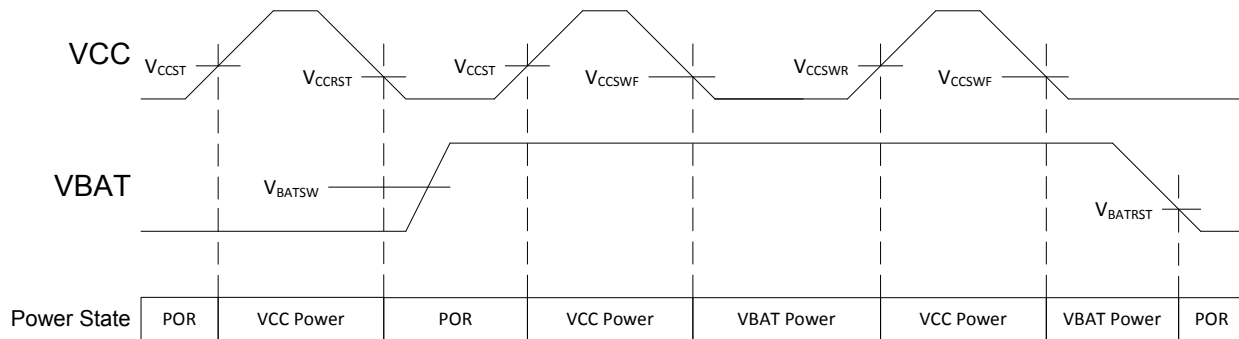 VCC
VCCST
VCCRST
VCCST
VCCSWF
VCCSWR
VCCSWF
VBAT
VBATSW
VBATRST
Power State POR VCC Power POR VCC Power VBAT Power VCC Power VBAT Power POR